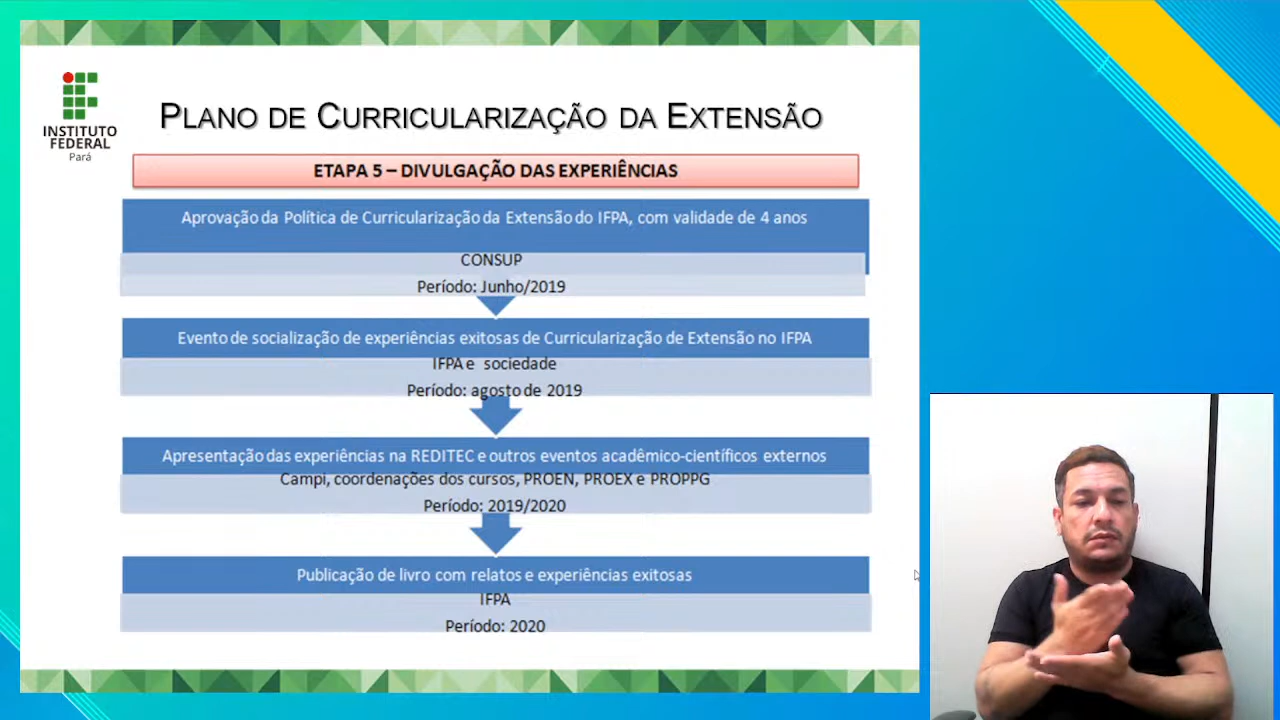 INSTITUTO
FEDERAL
Pará
PLANO DE CURRICULARIZAÇÃO DA EXTENSÃO
ETAPA 5 – DIVULGAÇÃO DAS EXPERIÊNCIAS
Aprovação da Política de Curricularização da Extensão do IFPA, com validade de 4 anos
CONSUP
Período: Junho/2019
Evento de socialização de experiências exitosas de Curricularização de Extensão no IFPA
IFPA e sociedade
Período: agosto de 2019
Apresentação das experiências na REDITEC e outros eventos acadêmico-científicos externos
Campi, coordenações dos cursos, PROEN, PROEX e PROPPG
Período: 2019/2020
Publicação de livro com relatos e experiências exitosas
IFPA
Período: 2020